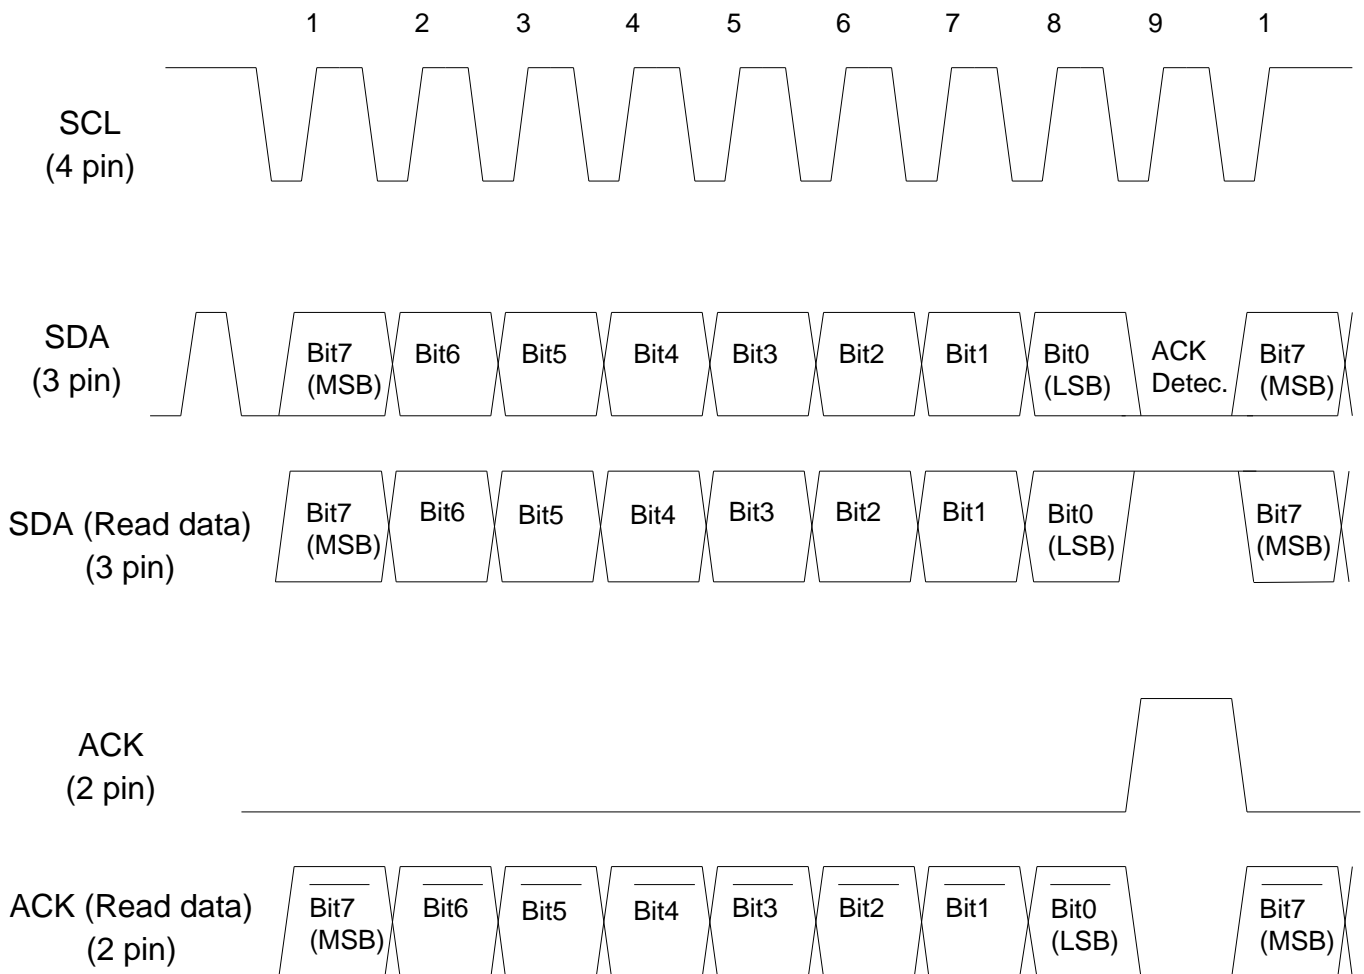 1 2 3 4 5 6 7 8 9 1
SCL
(4 pin)
SDA
(3 pin)
Bit7
(MSB)
Bit6
Bit5
Bit4
Bit3
Bit2
Bit1
Bit0
(LSB)
ACK
Detec.
Bit7
(MSB)
SDA (Read data)
(3 pin)
Bit7
(MSB)
Bit6
Bit5
Bit4
Bit3
Bit2
Bit1
Bit0
(LSB)
Bit7
(MSB)
ACK
(2 pin)
ACK (Read data)
(2 pin)
Bit7
(MSB)
Bit6
Bit5
Bit4
Bit3
Bit2
Bit1
Bit0
(LSB)
Bit7
(MSB)